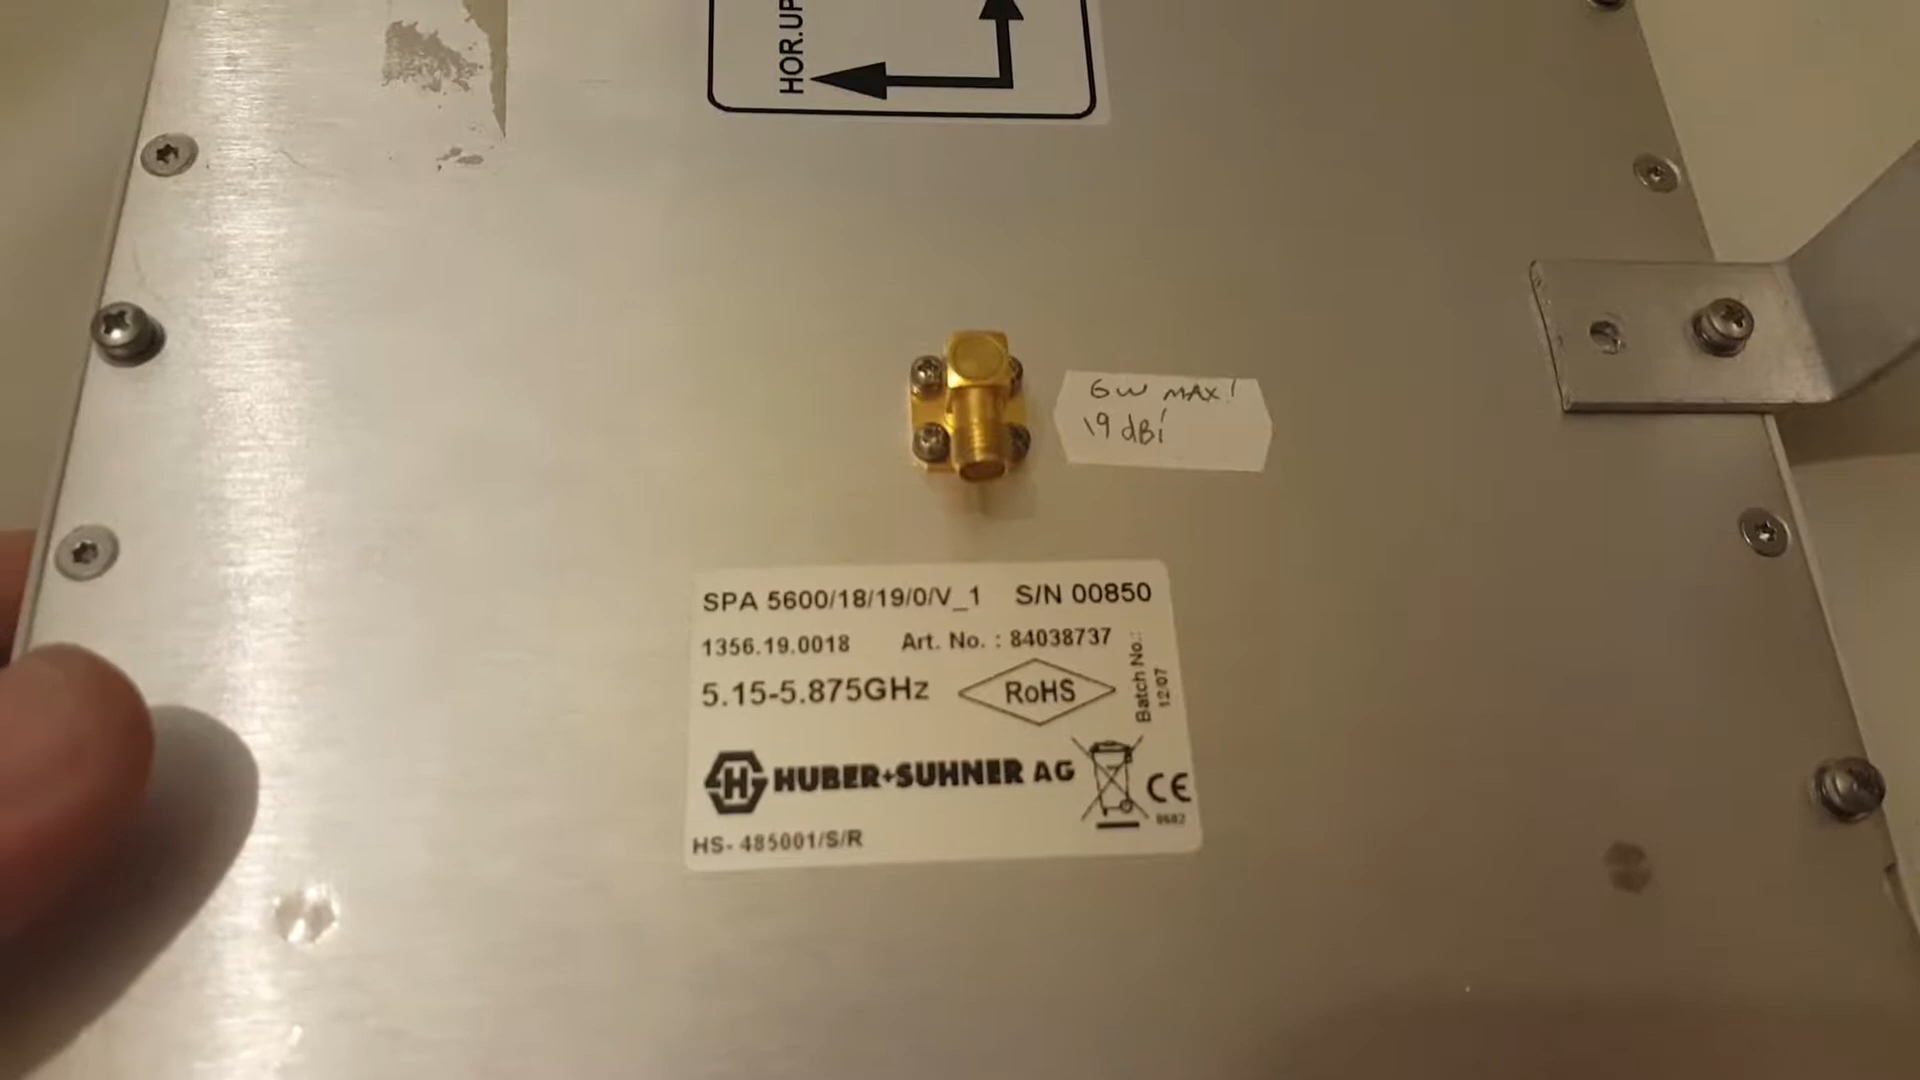 HOR.UP
6W MAX!
19 dBi
SPA 5600/18/19/0/V_1 S/N 00850
1356.19.0018 Art. No. : 84038737
5.15-5.875GHz RoHS
Batch No.:
12/07
HUBER+SUHNER AG CE
HS- 485001/S/R